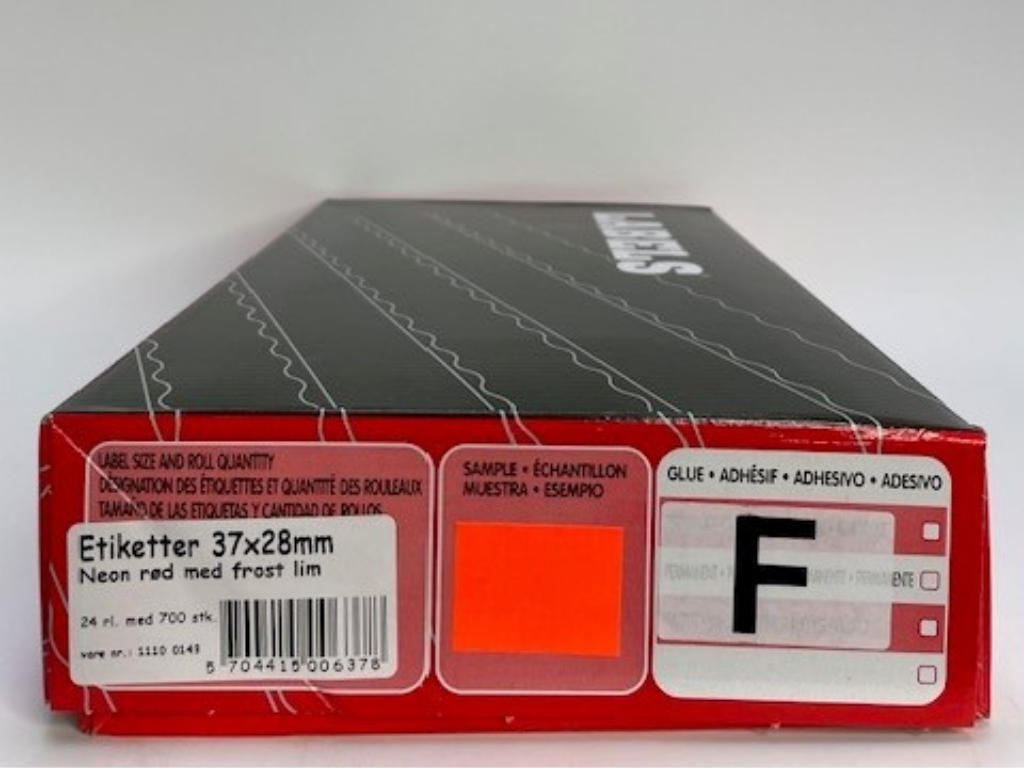 LABELS
LABEL SIZE AND ROLL QUANTITY
DÉSIGNATION DES ÉTIQUETTES ET QUANTITÉ DES ROULEAUX
TAMAÑO DE LAS ETIQUETAS Y CANTIDAD DE ROLLOS
Etiketter 37x28mm
Neon rød med frost lim
24 rl. med 700 stk.
vare nr.: 1110 0143
5 704415 006378
SAMPLE • ÉCHANTILLON
MUESTRA • ESEMPIO
GLUE • ADHÉSIF • ADHESIVO • ADESIVO
F